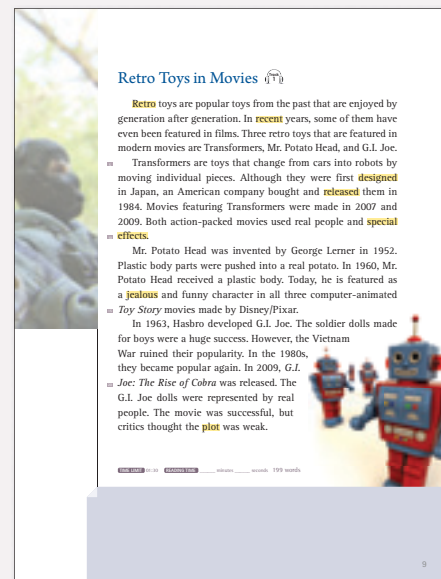 Retro Toys in Movies
Retro toys are popular toys from the past that are enjoyed by
generation after generation. In recent years, some of them have
even been featured in films. Three retro toys that are featured in
modern movies are Transformers, Mr. Potato Head, and G.I. Joe.
Transformers are toys that change from cars into robots by
moving individual pieces. Although they were first designed
in Japan, an American company bought and released them in
1984. Movies featuring Transformers were made in 2007 and
2009. Both action-packed movies used real people and special
effects.
Mr. Potato Head was invented by George Lerner in 1952.
Plastic body parts were pushed into a real potato. In 1960, Mr.
Potato Head received a plastic body. Today, he is featured as
a jealous and funny character in all three computer-animated
Toy Story movies made by Disney/Pixar.
In 1963, Hasbro developed G.I. Joe. The soldier dolls made
for boys were a huge success. However, the Vietnam
War ruined their popularity. In the 1980s,
they became popular again. In 2009, G.I.
Joe: The Rise of Cobra was released. The
G.I. Joe dolls were represented by real
people. The movie was successful, but
critics thought the plot was weak.
TIME LIMIT READING TIME ______ minutes ______ seconds 199 words
9